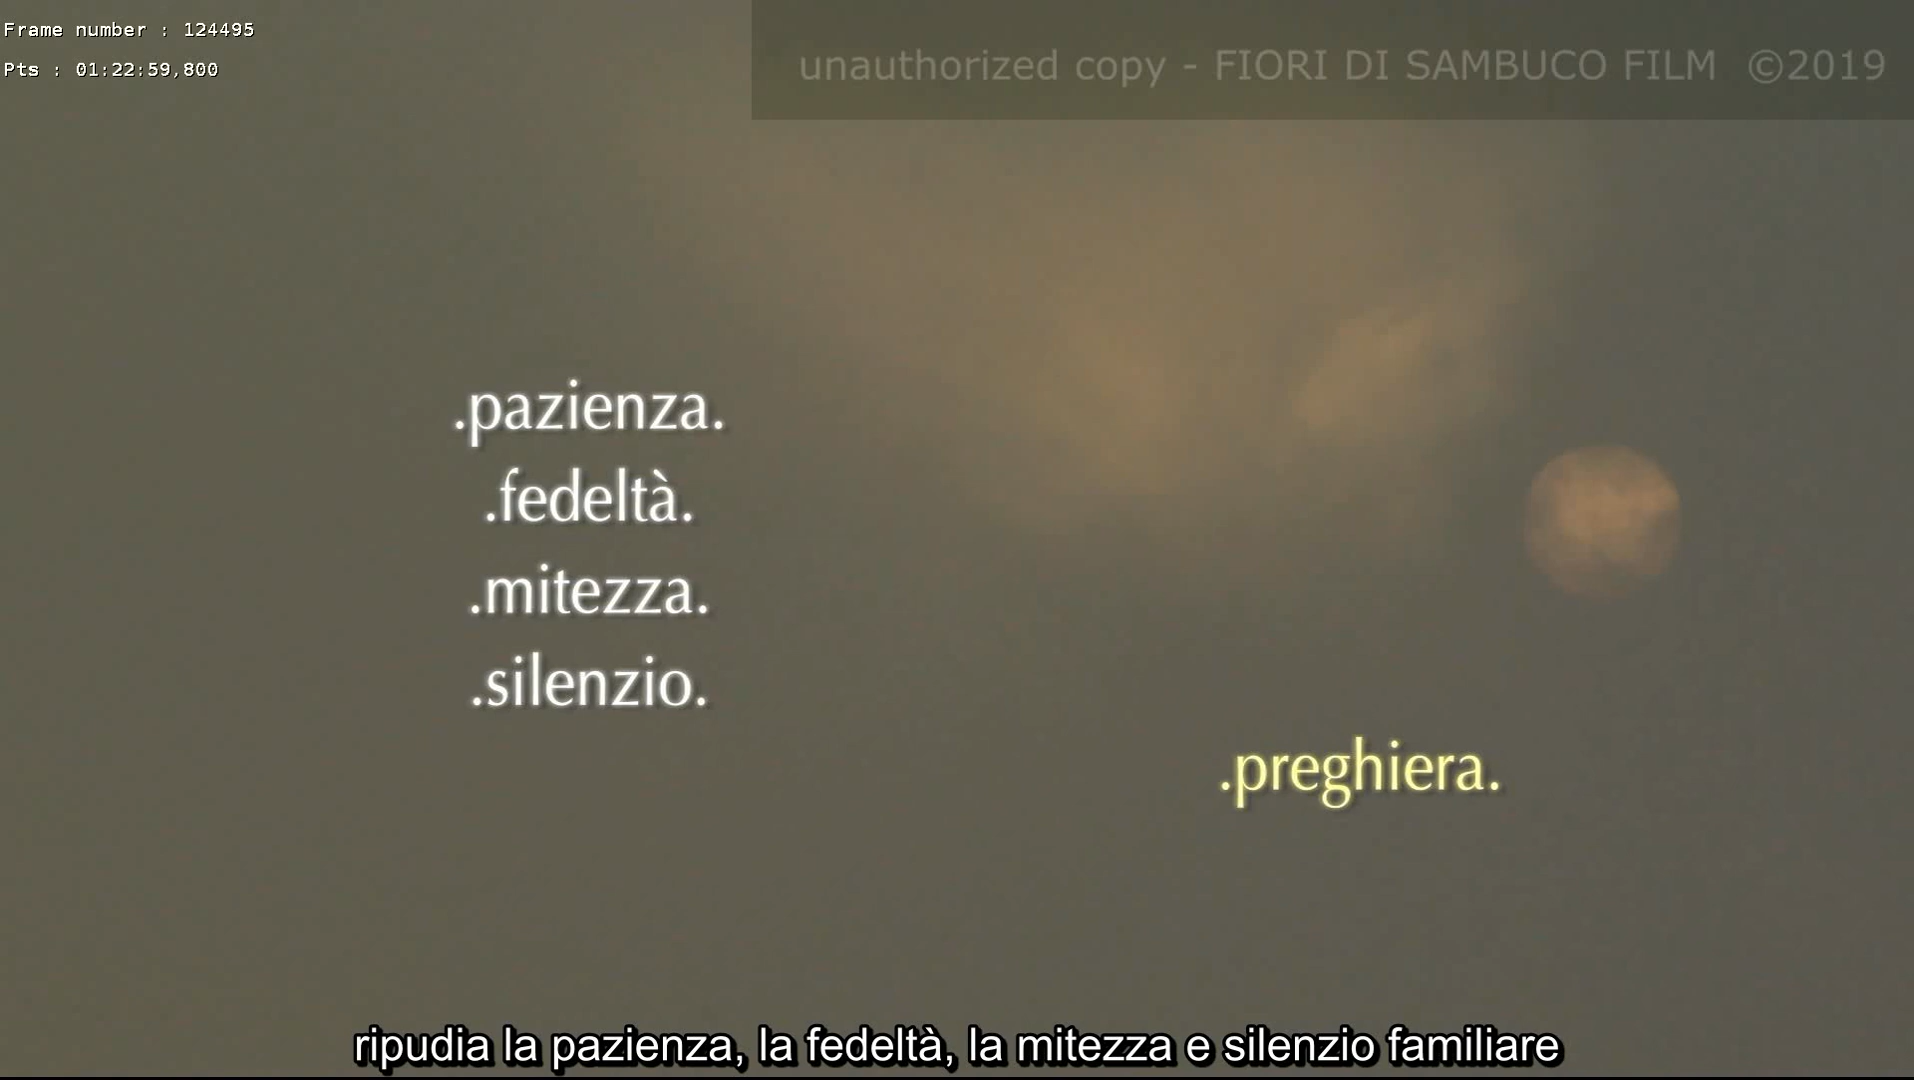 Frame number : 124495
Pts : 01:22:59,800
unauthorized copy - FIORI DI SAMBUCO FILM ©2019
.pazienza.
.fedeltà.
.mitezza.
.silenzio.
.preghiera.
ripudia la pazienza, la fedeltà, la mitezza e silenzio familiare